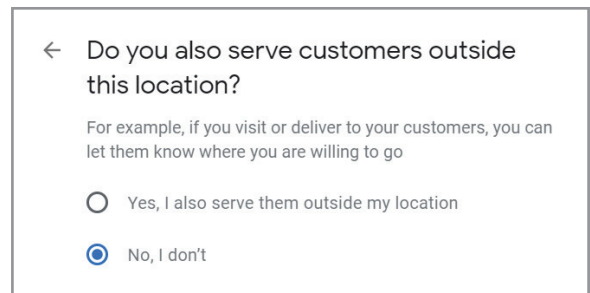 Do you also serve customers outside
this location?
For example, if you visit or deliver to your customers, you can
let them know where you are willing to go
Yes, I also serve them outside my location
No, I don't